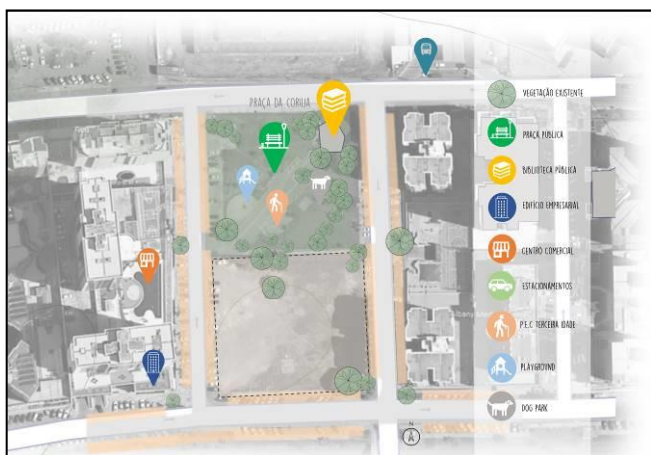 PRAÇA DA CORUJA
VEGETAÇÃO EXISTENTE
PRAÇA PÚBLICA
BIBLIOTECA PÚBLICA
EDIFÍCIO EMPRESARIAL
CENTRO COMERCIAL
ESTACIONAMENTOS
P.E.C TERCEIRA IDADE
PLAYGROUND
DOG PARK
N